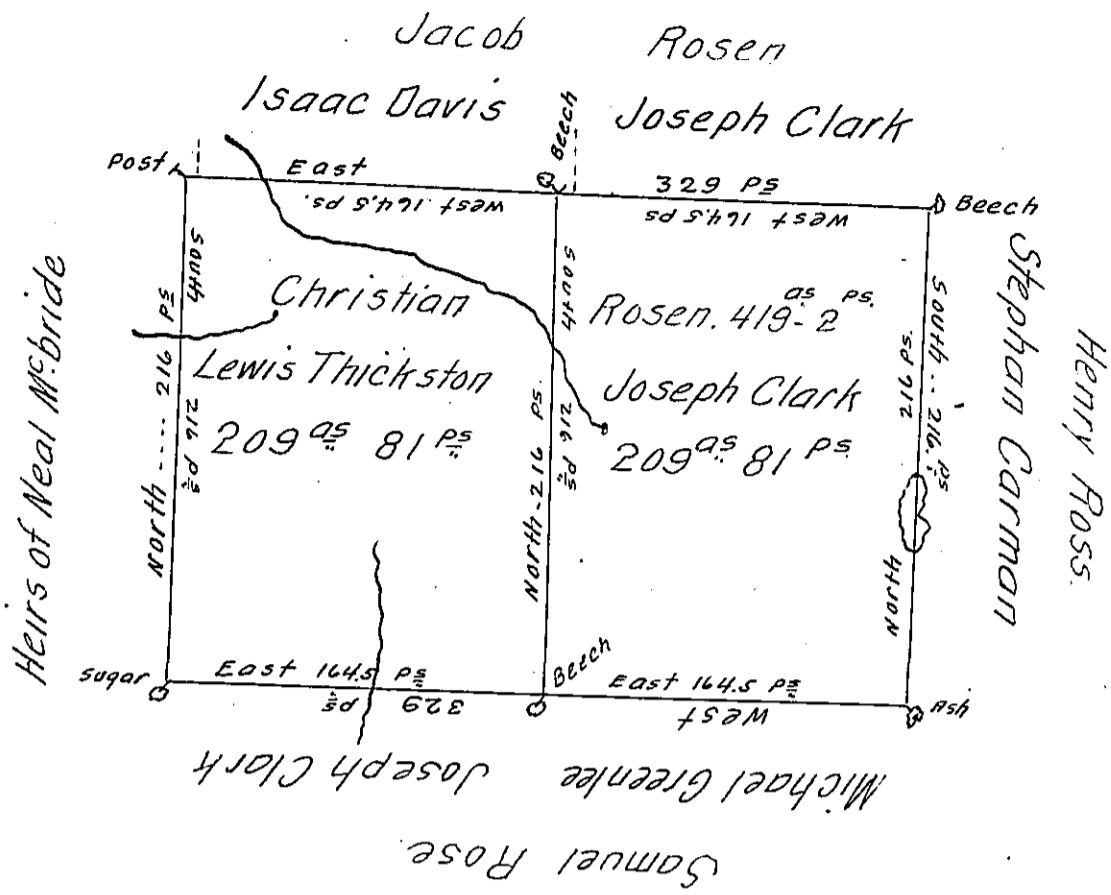 Jacob Rosen
Isaac Davis Joseph Clark
Beech
Post East 329 ps Beech
West 164.5 ps. West 164.5 ps
Heirs of Neal McBride
North ---- 216 ps
South 216 ps
Christian Rosen. 419 as - 2 ps.
Lewis Thickston Joseph Clark
209 as 81 ps 209 as 81 ps
North - 216 ps.
South 216 ps
North 216 ps.
South -- 216. ps
Stephan Carman
Henry Ross.
Sugar East 164.5 ps Beech East 164.5 ps Ash
329 ps West
Joseph Clark Michael Greenlee
Samuel Rose